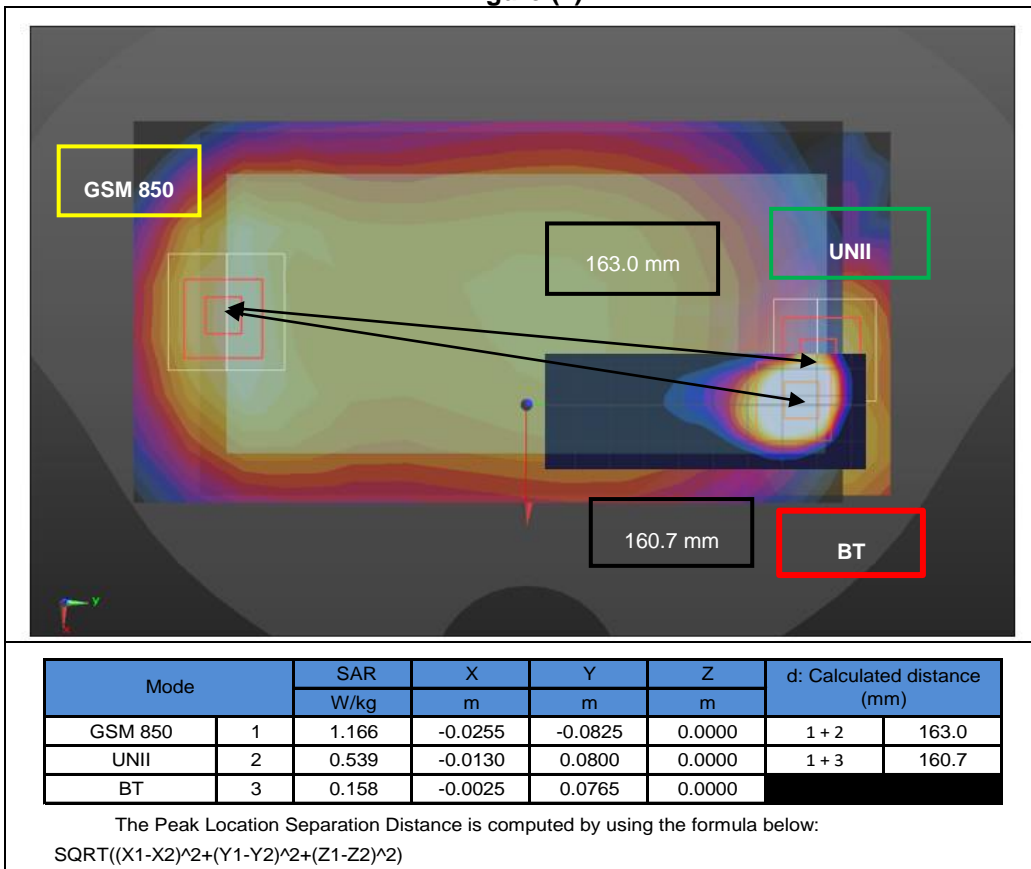 GSM 850
UNII
163.0 mm
160.7 mm
BT
Y
X
Mode SAR X Y Z d: Calculated distance (mm)
W/kg m m m
GSM 850 1 1.166 -0.0255 -0.0825 0.0000 1 + 2 163.0
UNII 2 0.539 -0.0130 0.0800 0.0000 1 + 3 160.7
BT 3 0.158 -0.0025 0.0765 0.0000
The Peak Location Separation Distance is computed by using the formula below:
SQRT((X1-X2)^2+(Y1-Y2)^2+(Z1-Z2)^2)